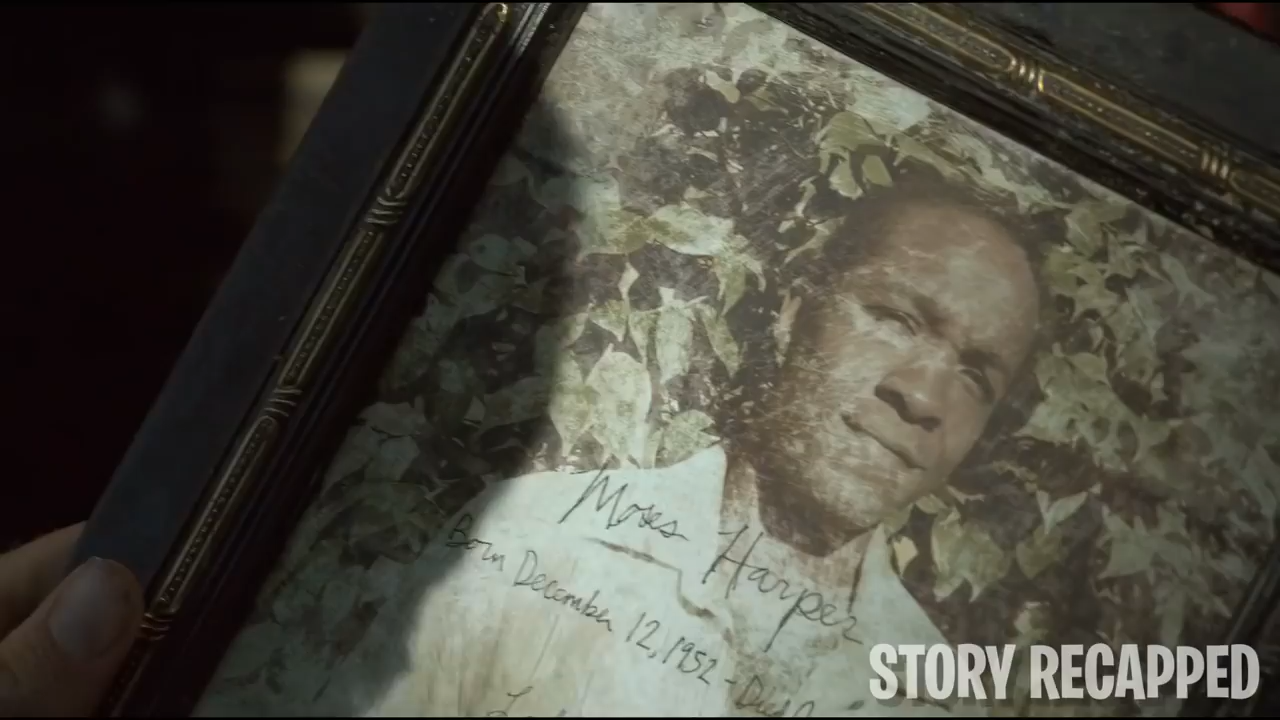 Moses Harper
Born December 12, 1952 - Died
STORY RECAPPED